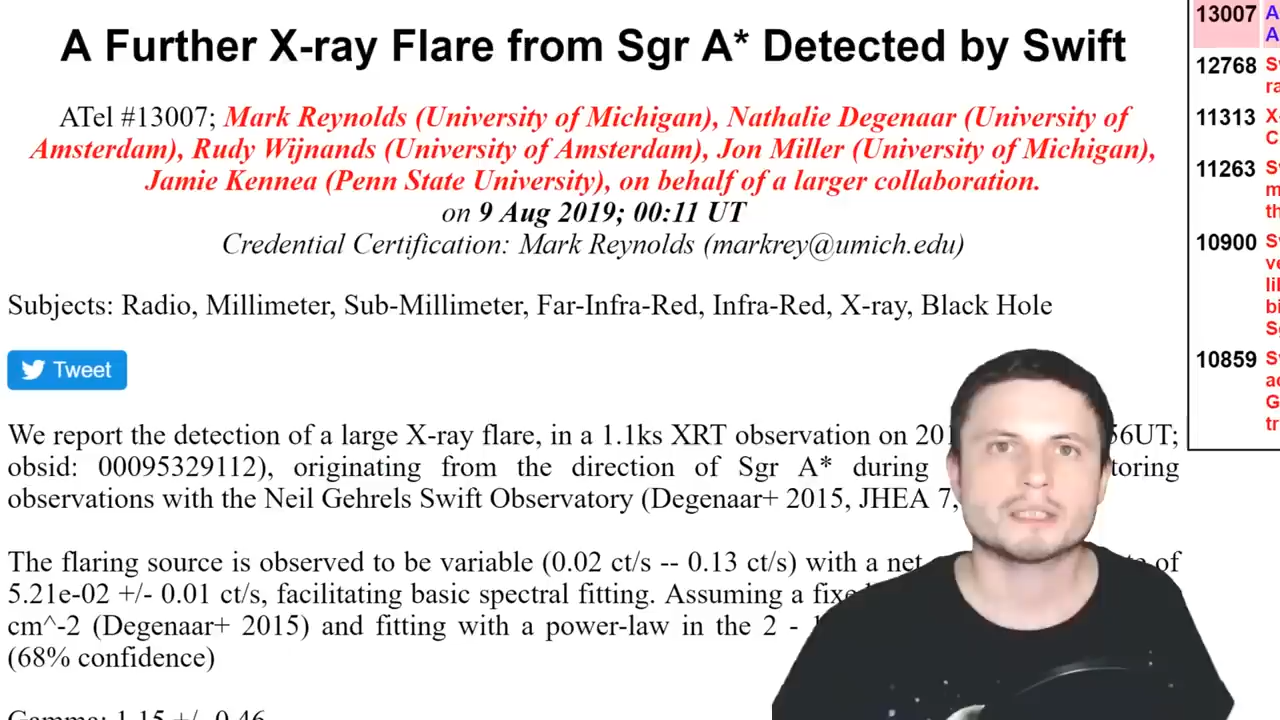 A Further X-ray Flare from Sgr A* Detected by Swift
ATel #13007; Mark Reynolds (University of Michigan), Nathalie Degenaar (University of
Amsterdam), Rudy Wijnands (University of Amsterdam), Jon Miller (University of Michigan),
Jamie Kennea (Penn State University), on behalf of a larger collaboration.
on 9 Aug 2019; 00:11 UT
Credential Certification: Mark Reynolds (markrey@umich.edu)
Subjects: Radio, Millimeter, Sub-Millimeter, Far-Infra-Red, Infra-Red, X-ray, Black Hole
Tweet
We report the detection of a large X-ray flare, in a 1.1ks XRT observation on 56UT;
obsid: 00095329112), originating from the direction of Sgr A* during
observations with the Neil Gehrels Swift Observatory (Degenaar+ 2015, JHEA 7,
The flaring source is observed to be variable (0.02 ct/s -- 0.13 ct/s) with a net of
5.21e-02 +/- 0.01 ct/s, facilitating basic spectral fitting. Assuming a
cm^-2 (Degenaar+ 2015) and fitting with a power-law in the 2 -
(68% confidence)
Gamma: 1.15 +/- 0.46
13007
12768
11313
11263
10900
10859